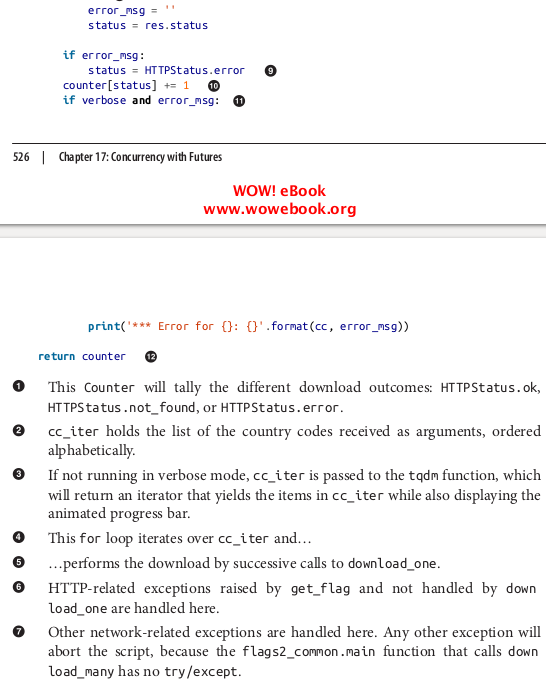 error_msg = ''
status = res.status
if error_msg:
status = HTTPStatus.error ❾
counter[status] += 1 ❿
if verbose and error_msg: ⓫
526 | Chapter 17: Concurrency with Futures
WOW! eBook
www.wowebook.org
print('*** Error for {}: {}'.format(cc, error_msg))
return counter ⓬
❶ This Counter will tally the different download outcomes: HTTPStatus.ok,
HTTPStatus.not_found, or HTTPStatus.error.
❷ cc_iter holds the list of the country codes received as arguments, ordered
alphabetically.
❸ If not running in verbose mode, cc_iter is passed to the tqdm function, which
will return an iterator that yields the items in cc_iter while also displaying the
animated progress bar.
❹ This for loop iterates over cc_iter and…
❺ …performs the download by successive calls to download_one.
❻ HTTP-related exceptions raised by get_flag and not handled by down
load_one are handled here.
❼ Other network-related exceptions are handled here. Any other exception will
abort the script, because the flags2_common.main function that calls down
load_many has no try/except.